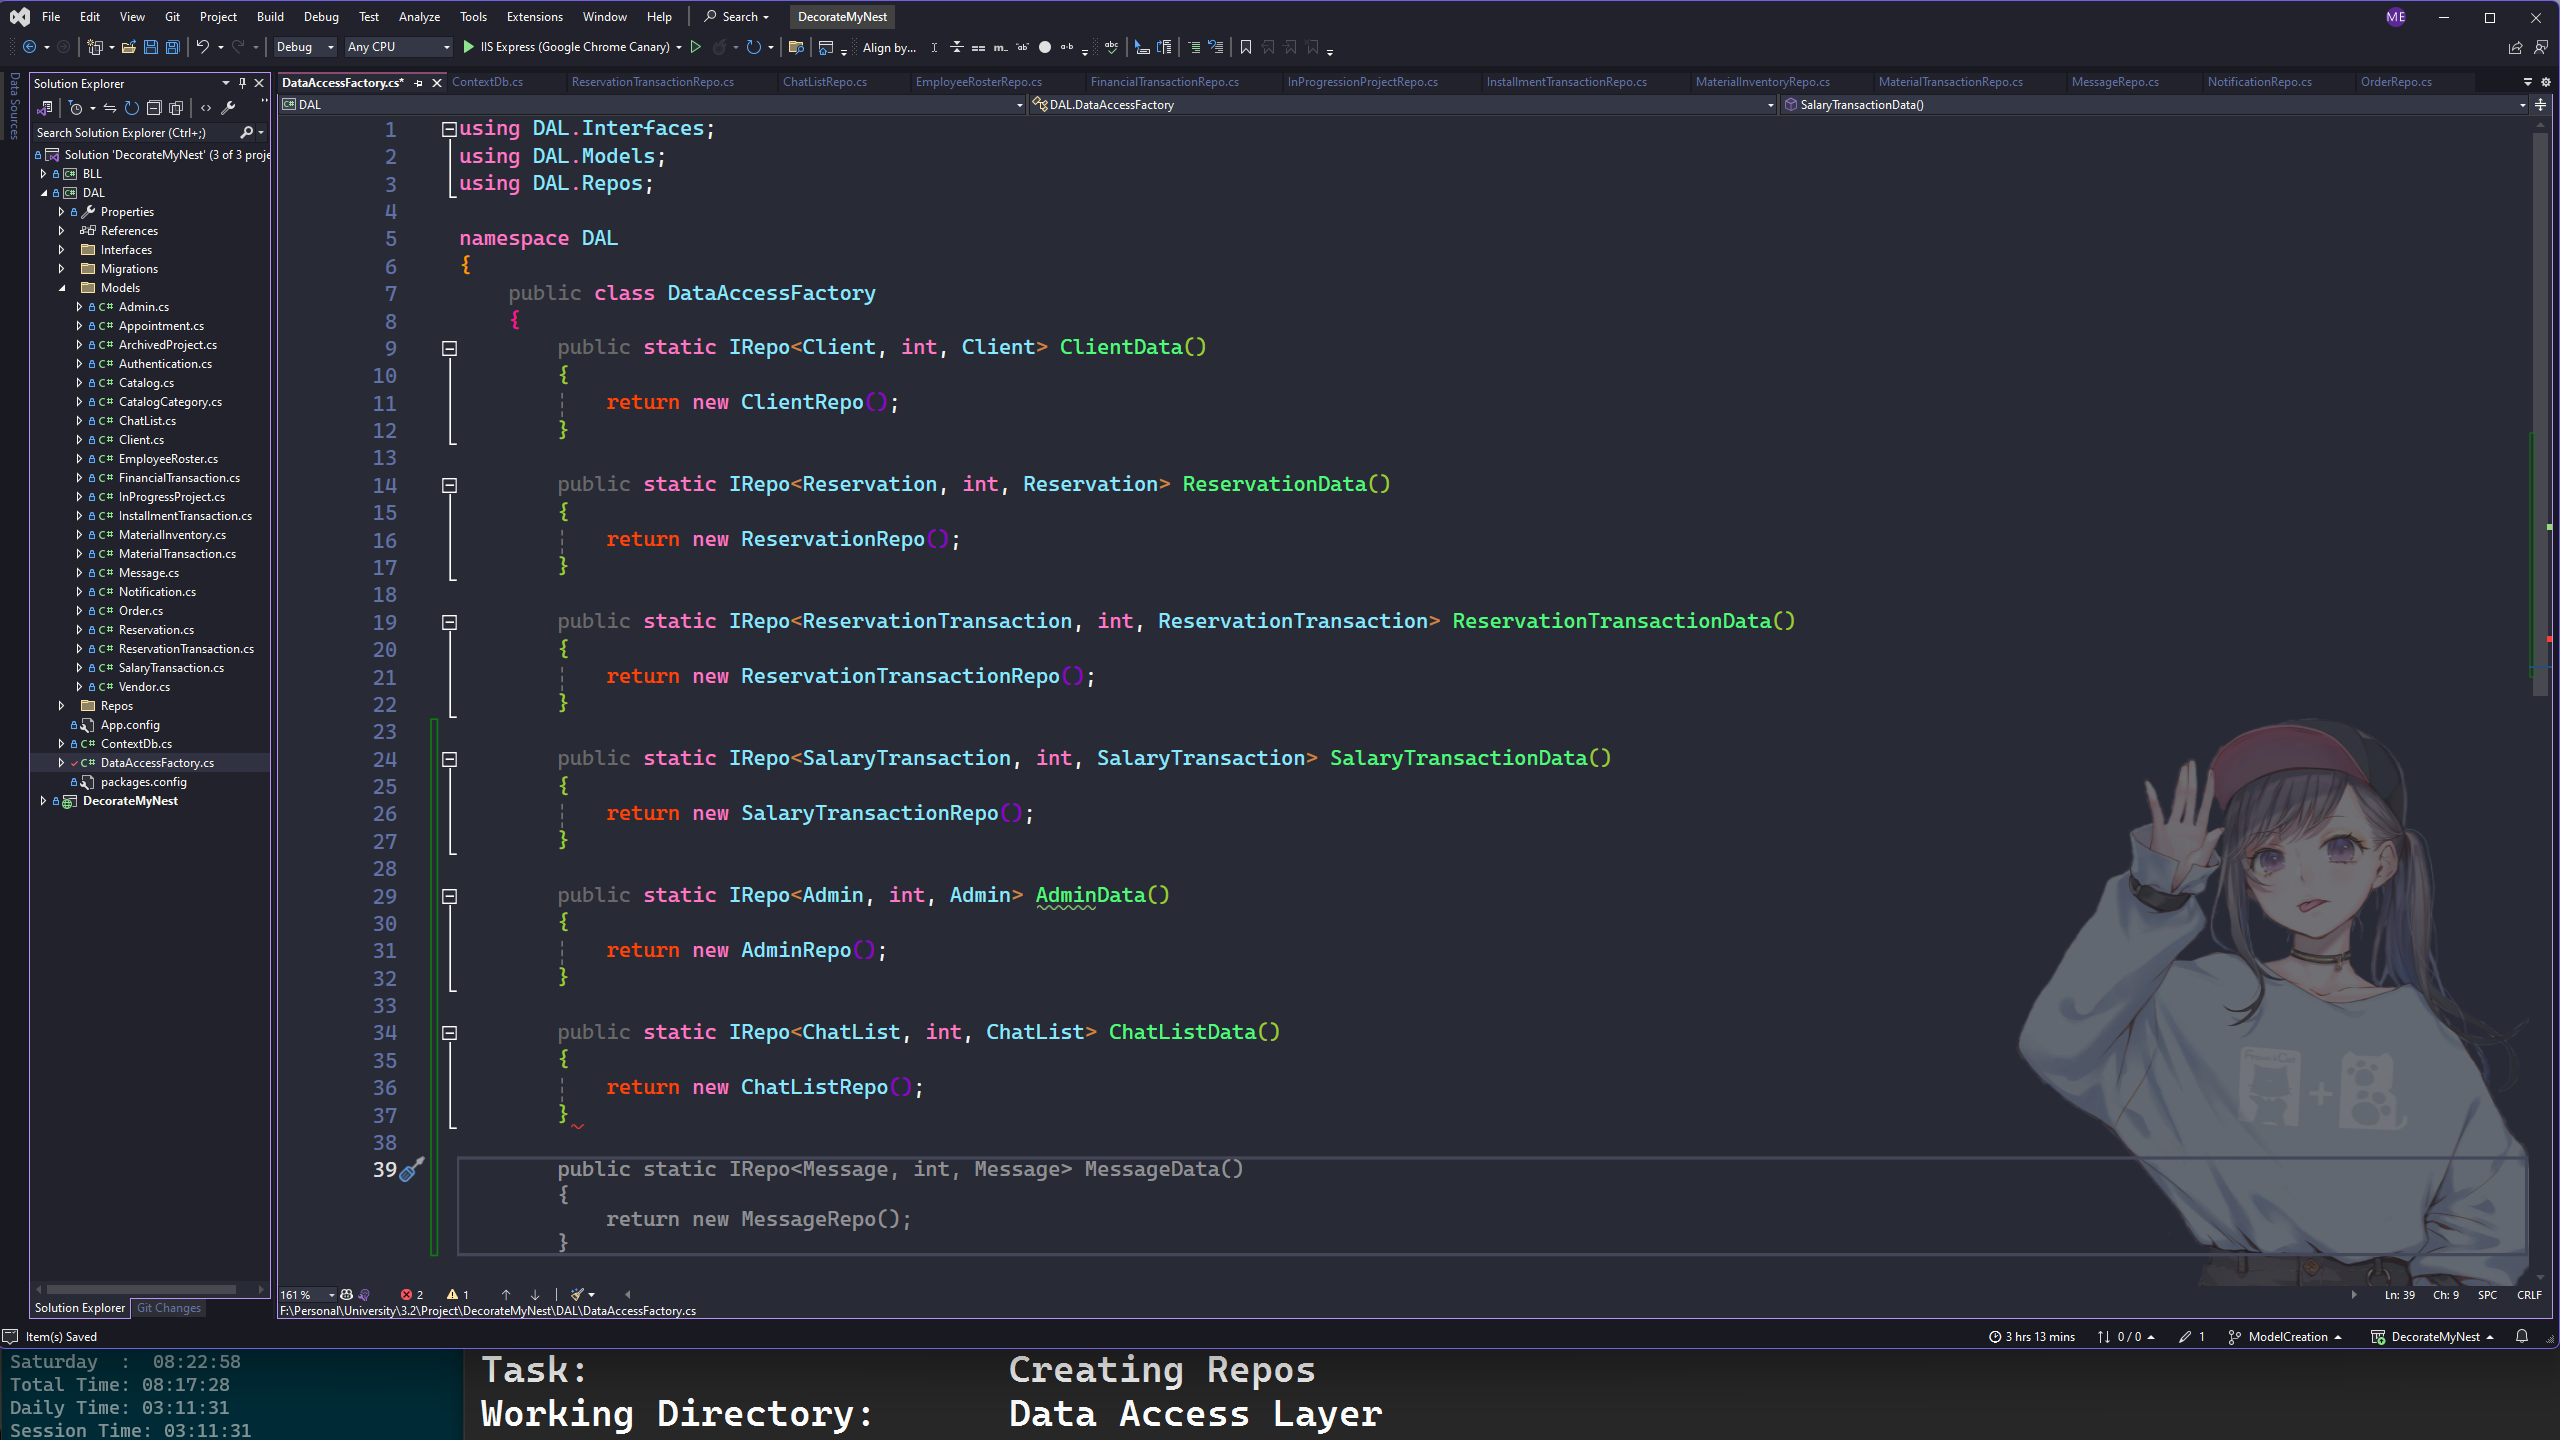 File Edit View Git Project Build Debug Test Analyze Tools Extensions Window Help Search DecorateMyNest ME
Debug Any CPU IIS Express (Google Chrome Canary) Align by...
Data Sources
Solution Explorer
Search Solution Explorer (Ctrl+;)
Solution 'DecorateMyNest' (3 of 3 proje
BLL
DAL
Properties
References
Interfaces
Migrations
Models
C# Admin.cs
C# Appointment.cs
C# ArchivedProject.cs
C# Authentication.cs
C# Catalog.cs
C# CatalogCategory.cs
C# ChatList.cs
C# Client.cs
C# EmployeeRoster.cs
C# FinancialTransaction.cs
C# InProgressProject.cs
C# InstallmentTransaction.cs
C# MaterialInventory.cs
C# MaterialTransaction.cs
C# Message.cs
C# Notification.cs
C# Order.cs
C# Reservation.cs
C# ReservationTransaction.cs
C# SalaryTransaction.cs
C# Vendor.cs
Repos
App.config
C# ContextDb.cs
C# DataAccessFactory.cs
packages.config
DecorateMyNest
Solution Explorer Git Changes
DataAccessFactory.cs* ContextDb.cs ReservationTransactionRepo.cs ChatListRepo.cs EmployeeRosterRepo.cs FinancialTransactionRepo.cs InProgressionProjectRepo.cs InstallmentTransactionRepo.cs MaterialInventoryRepo.cs MaterialTransactionRepo.cs MessageRepo.cs NotificationRepo.cs OrderRepo.cs
DAL DAL.DataAccessFactory SalaryTransactionData()
1 using DAL.Interfaces;
2 using DAL.Models;
3 using DAL.Repos;
4
5 namespace DAL
6 {
7 public class DataAccessFactory
8 {
9 public static IRepo<Client, int, Client> ClientData()
10 {
11 return new ClientRepo();
12 }
13
14 public static IRepo<Reservation, int, Reservation> ReservationData()
15 {
16 return new ReservationRepo();
17 }
18
19 public static IRepo<ReservationTransaction, int, ReservationTransaction> ReservationTransactionData()
20 {
21 return new ReservationTransactionRepo();
22 }
23
24 public static IRepo<SalaryTransaction, int, SalaryTransaction> SalaryTransactionData()
25 {
26 return new SalaryTransactionRepo();
27 }
28
29 public static IRepo<Admin, int, Admin> AdminData()
30 {
31 return new AdminRepo();
32 }
33
34 public static IRepo<ChatList, int, ChatList> ChatListData()
35 {
36 return new ChatListRepo();
37 }
38
39 public static IRepo<Message, int, Message> MessageData()
{
return new MessageRepo();
}
161 % 2 1 Ln: 39 Ch: 9 SPC CRLF
F:\Personal\University\3.2\Project\DecorateMyNest\DAL\DataAccessFactory.cs
Item(s) Saved 3 hrs 13 mins 0 / 0 1 ModelCreation DecorateMyNest
Saturday : 08:22:58
Total Time: 08:17:28
Daily Time: 03:11:31
Session Time: 03:11:31
Task: Creating Repos
Working Directory: Data Access Layer